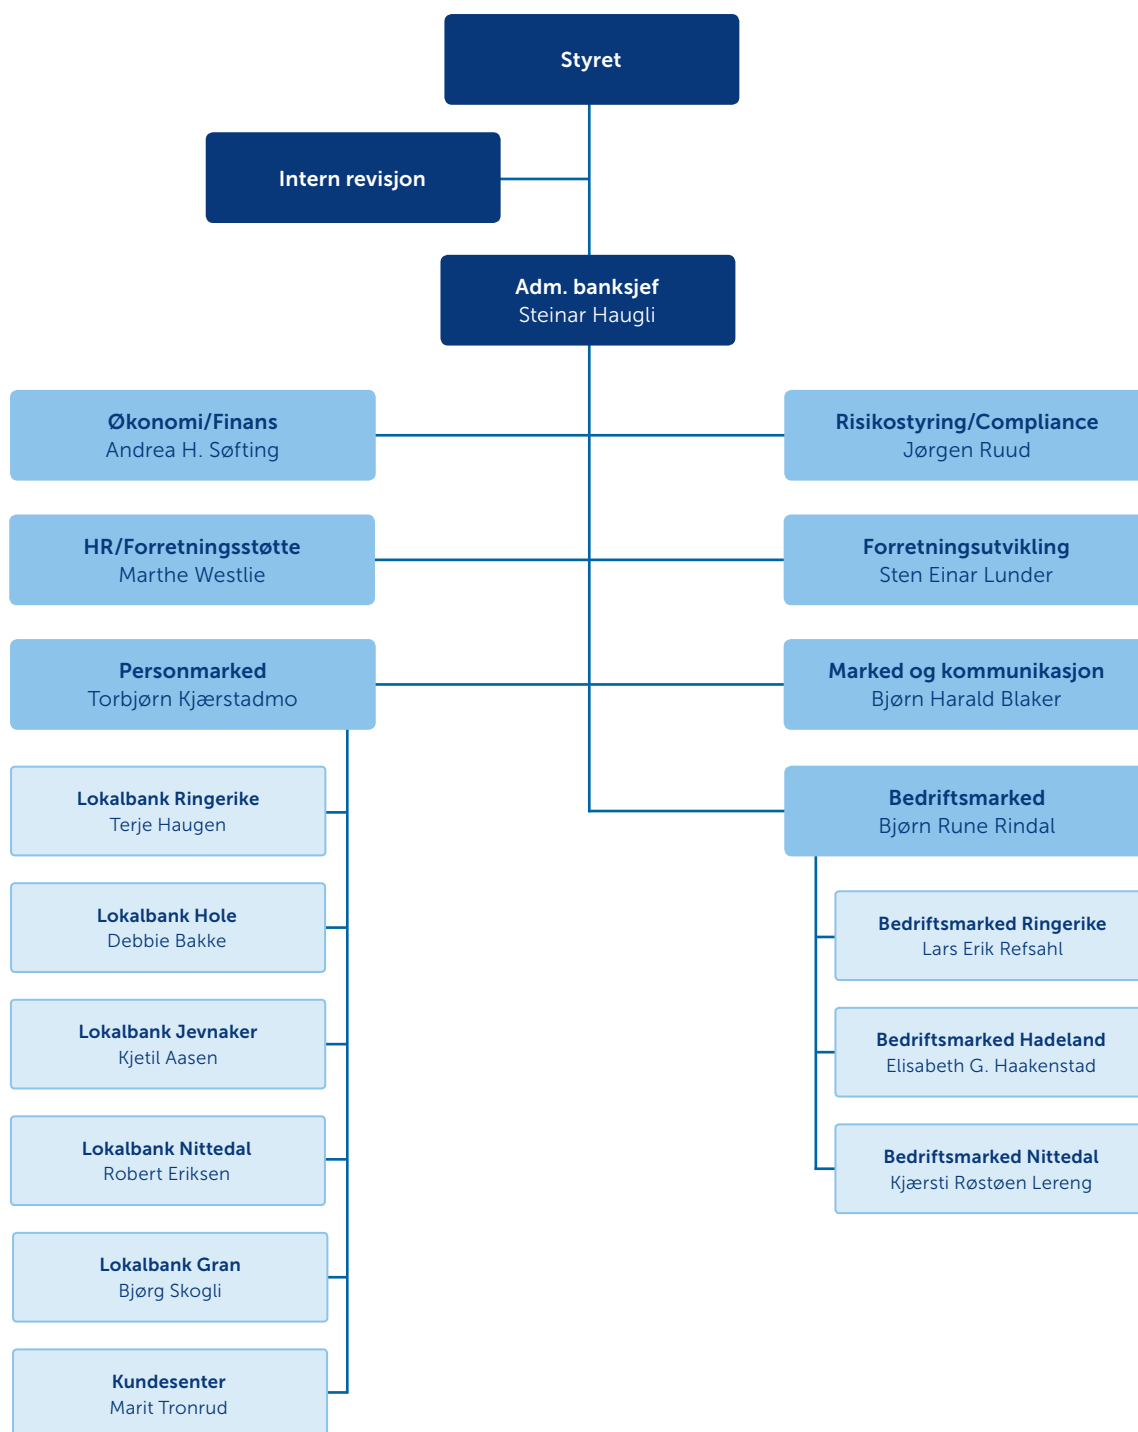 Styret
Intern revisjon
Adm. banksjef
Steinar Haugli
Økonomi/Finans
Andrea H. Søfting
Risikostyring/Compliance
Jørgen Ruud
HR/Forretningsstøtte
Marthe Westlie
Forretningsutvikling
Sten Einar Lunder
Personmarked
Torbjørn Kjærstadmo
Marked og kommunikasjon
Bjørn Harald Blaker
Lokalbank Ringerike
Terje Haugen
Lokalbank Hole
Debbie Bakke
Lokalbank Jevnaker
Kjetil Aasen
Lokalbank Nittedal
Robert Eriksen
Lokalbank Gran
Bjørg Skogli
Kundesenter
Marit Tronrud
Bedriftsmarked
Bjørn Rune Rindal
Bedriftsmarked Ringerike
Lars Erik Refsahl
Bedriftsmarked Hadeland
Elisabeth G. Haakenstad
Bedriftsmarked Nittedal
Kjærsti Røstøen Lereng